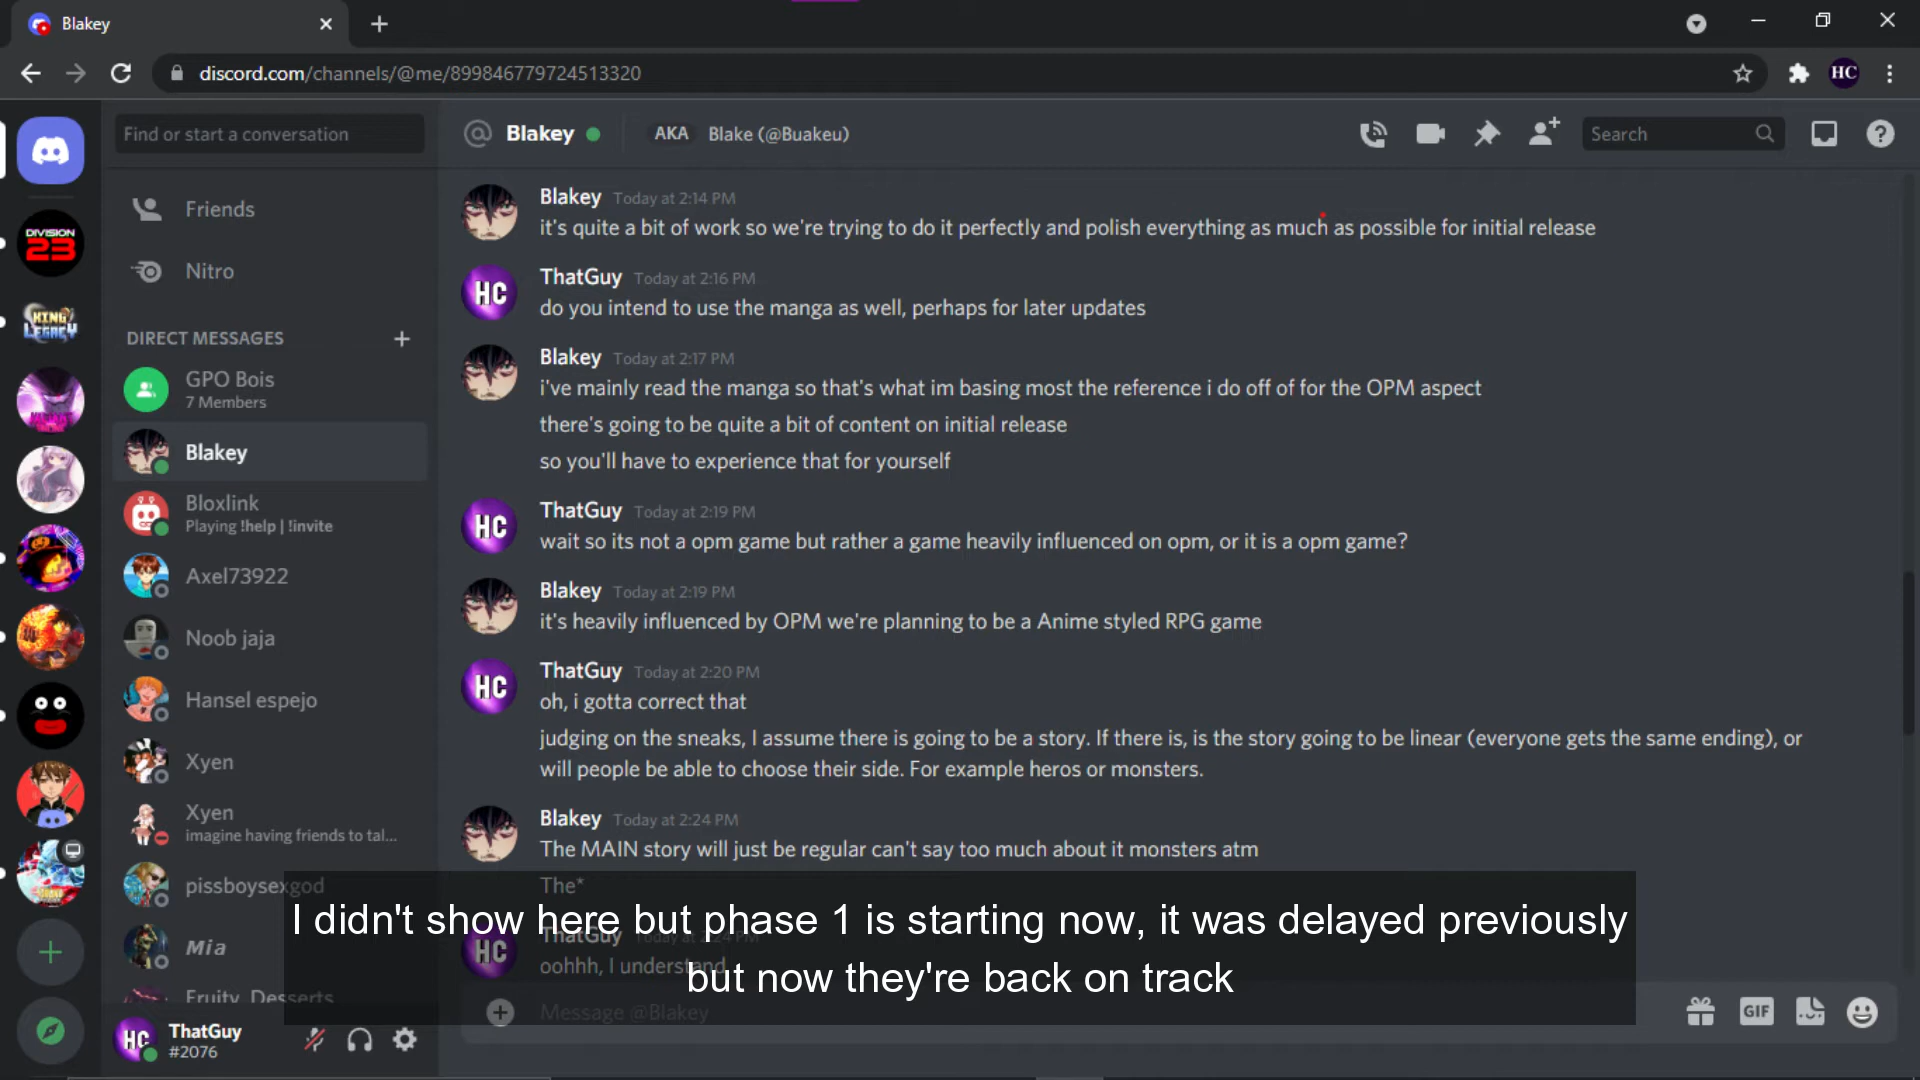 Blakey
discord.com/channels/@me/899846779724513320
HC
Find or start a conversation
Blakey
AKA Blake (@Buakeu)
Search
DIVISION
23
KING
LEGACY
Friends
Nitro
DIRECT MESSAGES
GPO Bois
7 Members
Blakey
Bloxlink
Playing !help | !invite
Axel73922
Noob jaja
Hansel espejo
Xyen
Xyen
imagine having friends to tal...
pissboysexgod
Mia
Fruity_Desserts
HC
ThatGuy
#2076
Blakey Today at 2:14 PM
it's quite a bit of work so we're trying to do it perfectly and polish everything as much as possible for initial release
HC
ThatGuy Today at 2:16 PM
do you intend to use the manga as well, perhaps for later updates
Blakey Today at 2:17 PM
i've mainly read the manga so that's what im basing most the reference i do off of for the OPM aspect
there's going to be quite a bit of content on initial release
so you'll have to experience that for yourself
HC
ThatGuy Today at 2:19 PM
wait so its not a opm game but rather a game heavily influenced on opm, or it is a opm game?
Blakey Today at 2:19 PM
it's heavily influenced by OPM we're planning to be a Anime styled RPG game
HC
ThatGuy Today at 2:20 PM
oh, i gotta correct that
judging on the sneaks, I assume there is going to be a story. If there is, is the story going to be linear (everyone gets the same ending), or
will people be able to choose their side. For example heros or monsters.
Blakey Today at 2:24 PM
The MAIN story will just be regular can't say too much about it monsters atm
The*
HC
ThatGuy Today at 2:24 PM
oohhh, I understand
I didn't show here but phase 1 is starting now, it was delayed previously
but now they're back on track
Message @Blakey
GIF